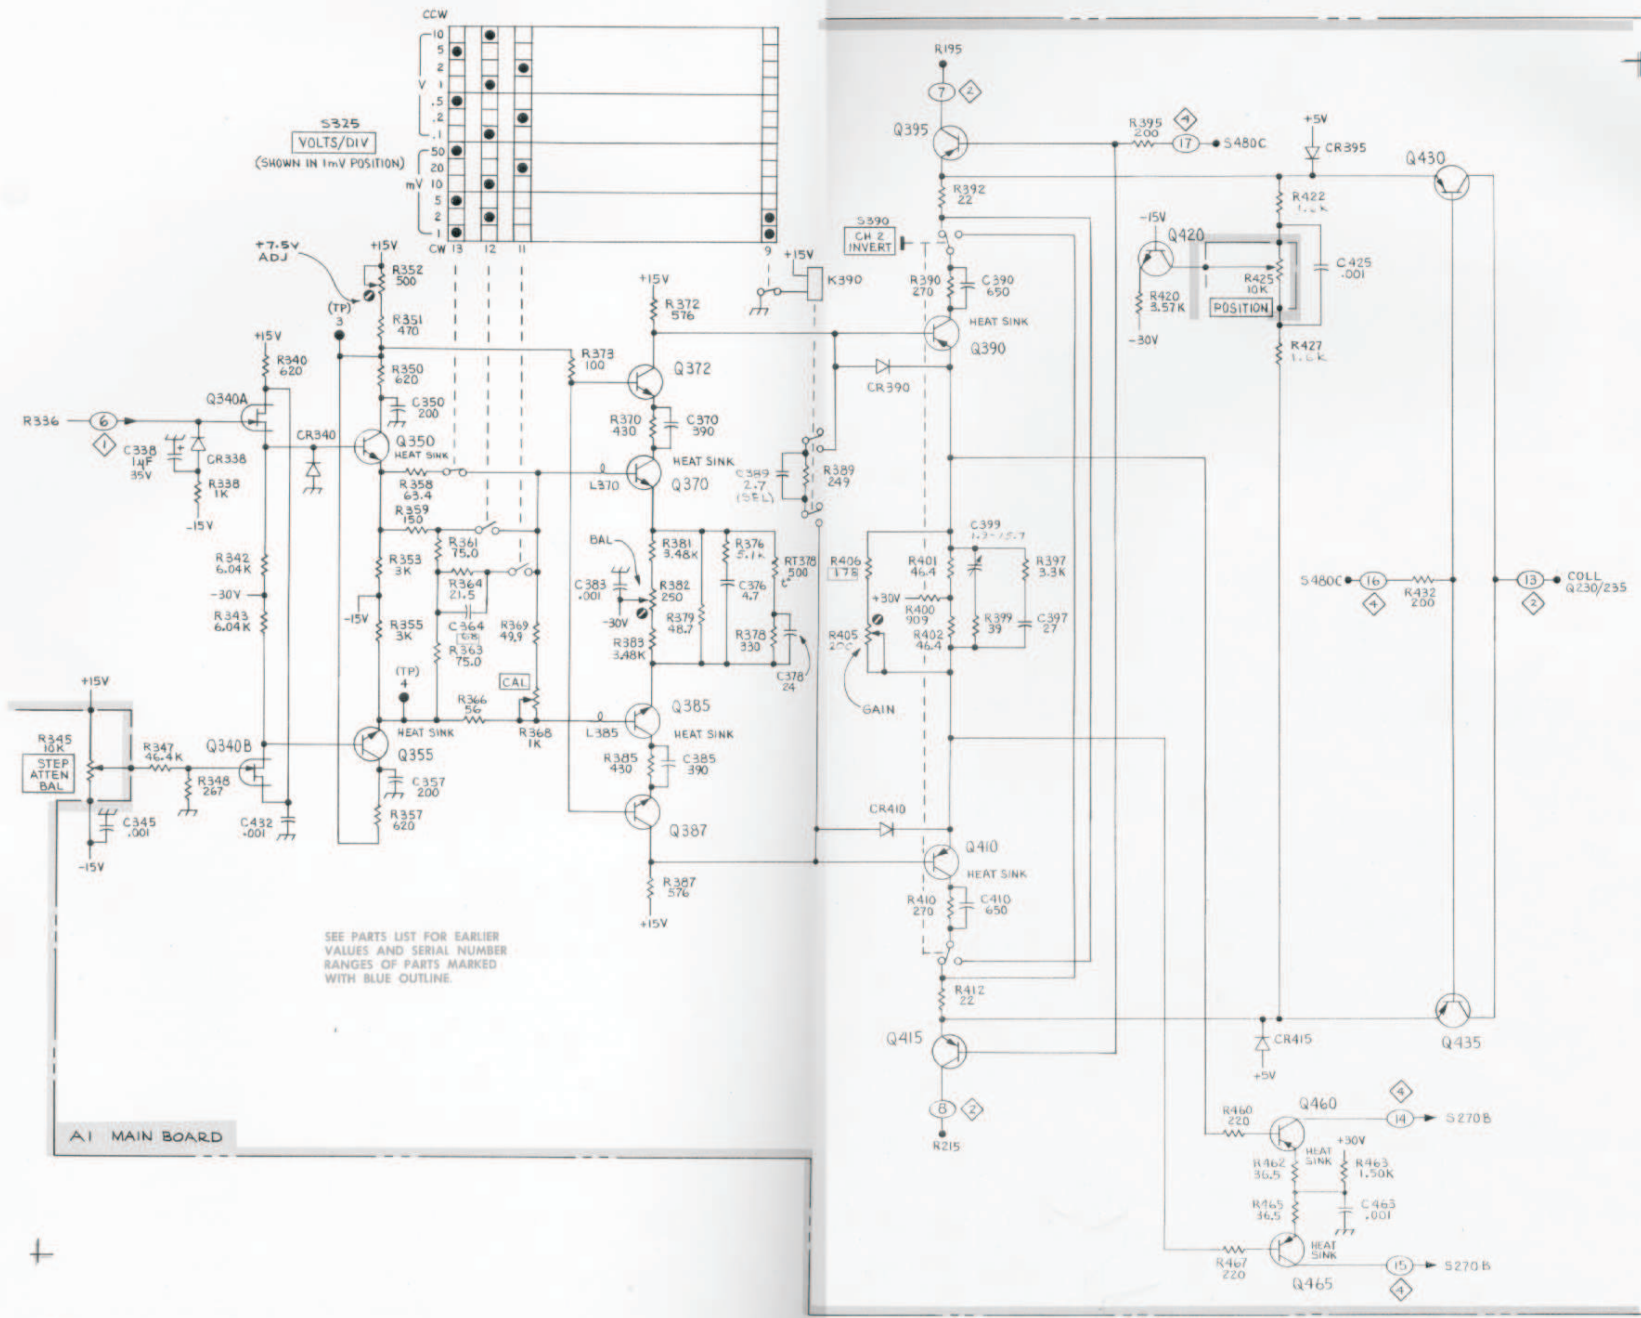 CCW
10
5
2
V 1
.5
.2
.1
50
20
mV 10
5
2
1
CW 13 12 11 9
S325
VOLTS/DIV
(SHOWN IN 1mV POSITION)
+7.5V
ADJ
+15V
R352
500
(TP)
3
R351
470
+15V
R340
620
R350
620
C350
200
Q340A
R336 6
1
C338
1µF
35V
CR338
R338
1K
-15V
CR340
Q350
HEAT SINK
R358
63.4
R359
150
R361
75.0
R364
21.5
C364
R363
75.0
R369
49.9
R342
6.04K
-30V
R343
6.04K
R353
3K
-15V
R355
3K
(TP)
4
R366
56
CAL
R368
1K
HEAT SINK
Q355
C357
200
R357
620
+15V
R345
10K
STEP
ATTEN
BAL
R347
46.4K
R348
267
Q340B
C345
.001
-15V
C432
.001
+15V
R372
576
R373
100
Q372
R370
430
C370
390
HEAT SINK
L370
Q370
BAL
R381
3.48K
R376
5.1K
RT378
500
t°
C383
.001
-30V
R382
250
C376
4.7
R383
3.48K
R379
48.7
R378
330
C378
24
Q385
L385
HEAT SINK
R385
430
C385
390
Q387
R387
576
+15V
+15V
K390
CR390
C389
2.7
(SEL)
R389
249
CR410
R195
7 2
Q395
R395
200
4
17 S480C
R392
22
S390
CH 2
INVERT
R390
270
C390
650
HEAT SINK
Q390
R406
178
R401
46.4
C399
R397
3.3K
+30V
R400
909
R405
R402
46.4
R399
39
C397
27
GAIN
Q410
HEAT SINK
R410
270
C410
650
R412
22
Q415
8 2
R215
+5V
CR395
Q430
R422
-15V
Q420
R420
3.57K
-30V
R425
10K
POSITION
C425
.001
R427
S480C 16
4
R432
200
13
2
COLL
Q230/235
CR415
+5V
Q435
R460
220
Q460
4
14 S270B
HEAT
SINK
R462
36.5
+30V
R463
1.50K
R465
36.5
C463
.001
HEAT
SINK
R467
220
Q465
15 S270B
4
SEE PARTS LIST FOR EARLIER
VALUES AND SERIAL NUMBER
RANGES OF PARTS MARKED
WITH BLUE OUTLINE.
A1 MAIN BOARD